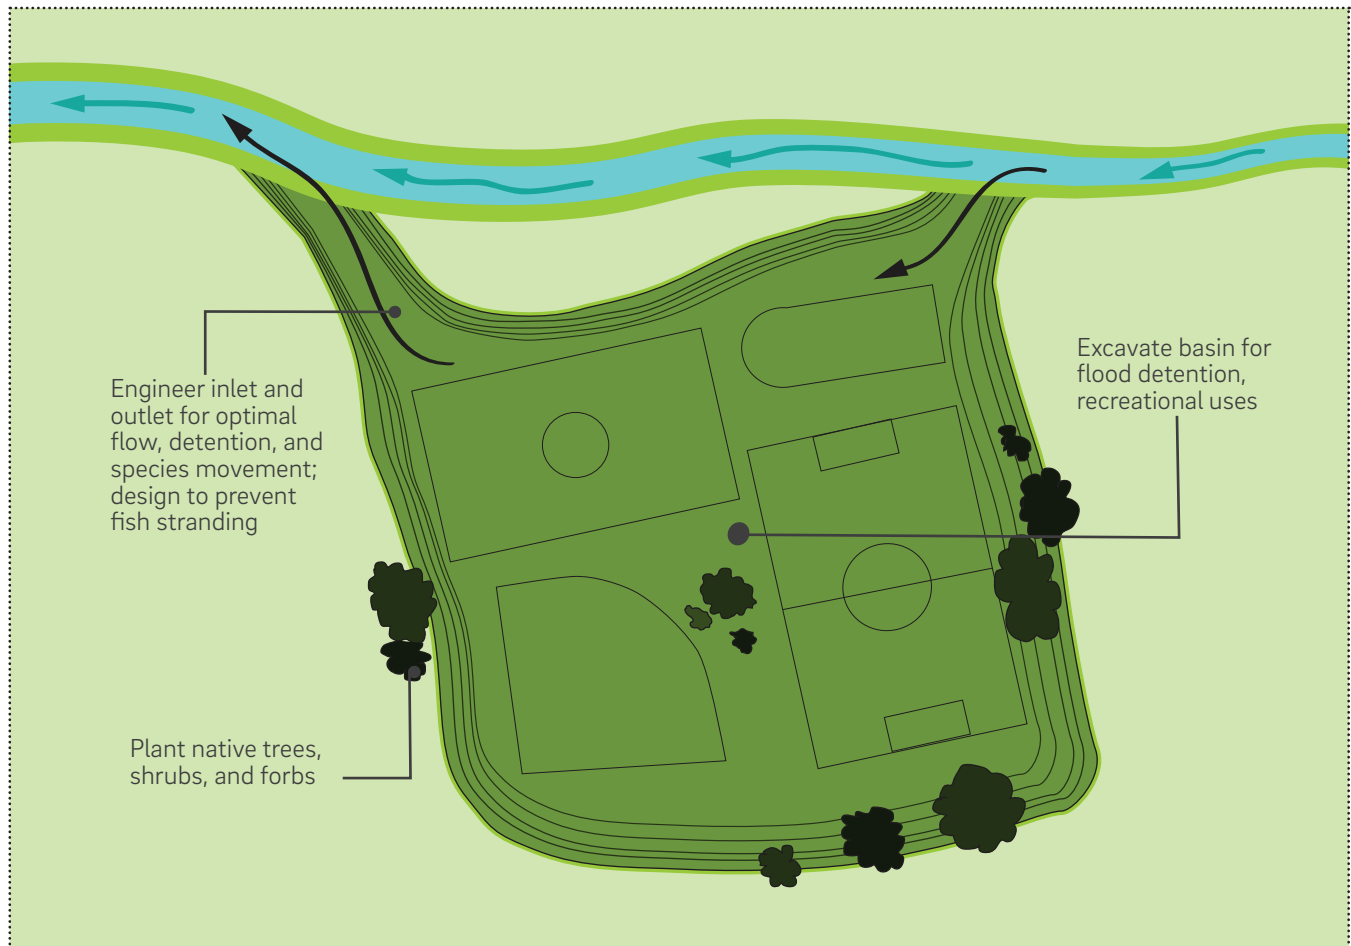 Engineer inlet and
outlet for optimal
flow, detention, and
species movement;
design to prevent
fish stranding
Excavate basin for
flood detention,
recreational uses
Plant native trees,
shrubs, and forbs